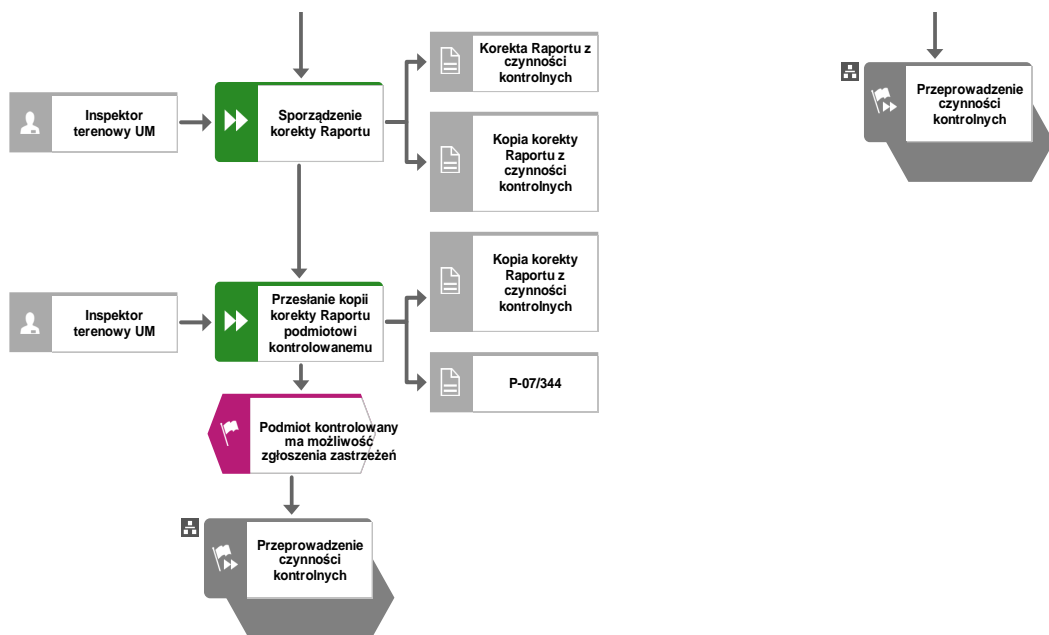 Korekta Raportu z
czynności
kontrolnych
Inspektor
terenowy UM
Sporządzenie
korekty Raportu
Kopia korekty
Raportu z
czynności
kontrolnych
Przeprowadzenie
czynności
kontrolnych
Inspektor
terenowy UM
Przesłanie kopii
korekty Raportu
podmiotowi
kontrolowanemu
Kopia korekty
Raportu z
czynności
kontrolnych
P-07/344
Podmiot kontrolowany
ma możliwość
zgłoszenia zastrzeżeń
Przeprowadzenie
czynności
kontrolnych